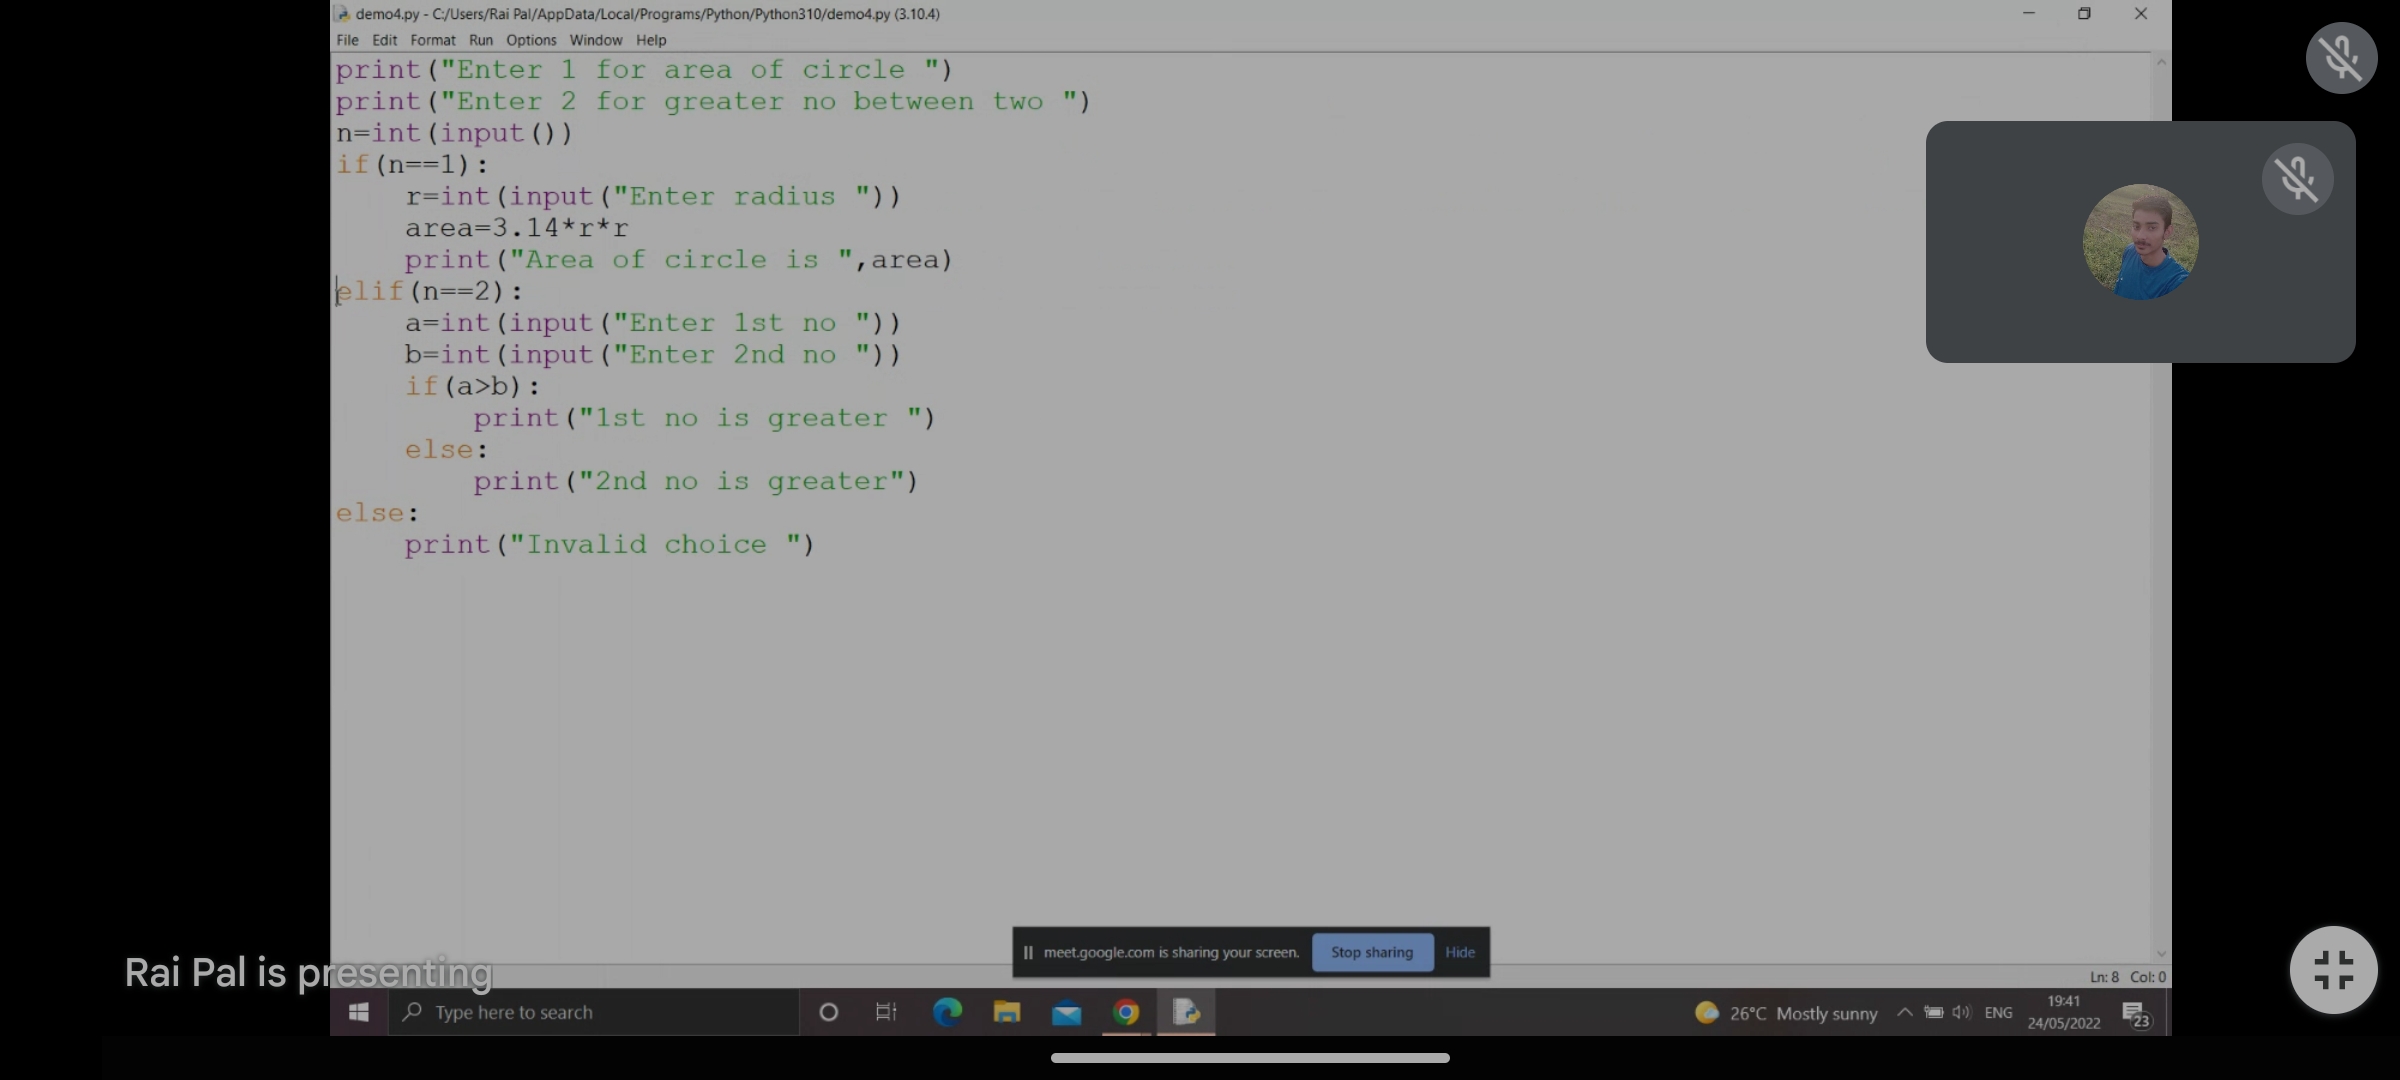 demo4.py - C:/Users/Rai Pal/AppData/Local/Programs/Python/Python310/demo4.py (3.10.4)
File Edit Format Run Options Window Help
print("Enter 1 for area of circle ")
print("Enter 2 for greater no between two ")
n=int(input())
if(n==1):
    r=int(input("Enter radius "))
    area=3.14*r*r
    print("Area of circle is ",area)
elif(n==2):
    a=int(input("Enter 1st no "))
    b=int(input("Enter 2nd no "))
    if(a>b):
        print("1st no is greater ")
    else:
        print("2nd no is greater")
else:
    print("Invalid choice ")
meet.google.com is sharing your screen. Stop sharing Hide
Rai Pal is presenting
Ln: 8 Col: 0
Type here to search
26°C Mostly sunny ENG
19:41
24/05/2022
23